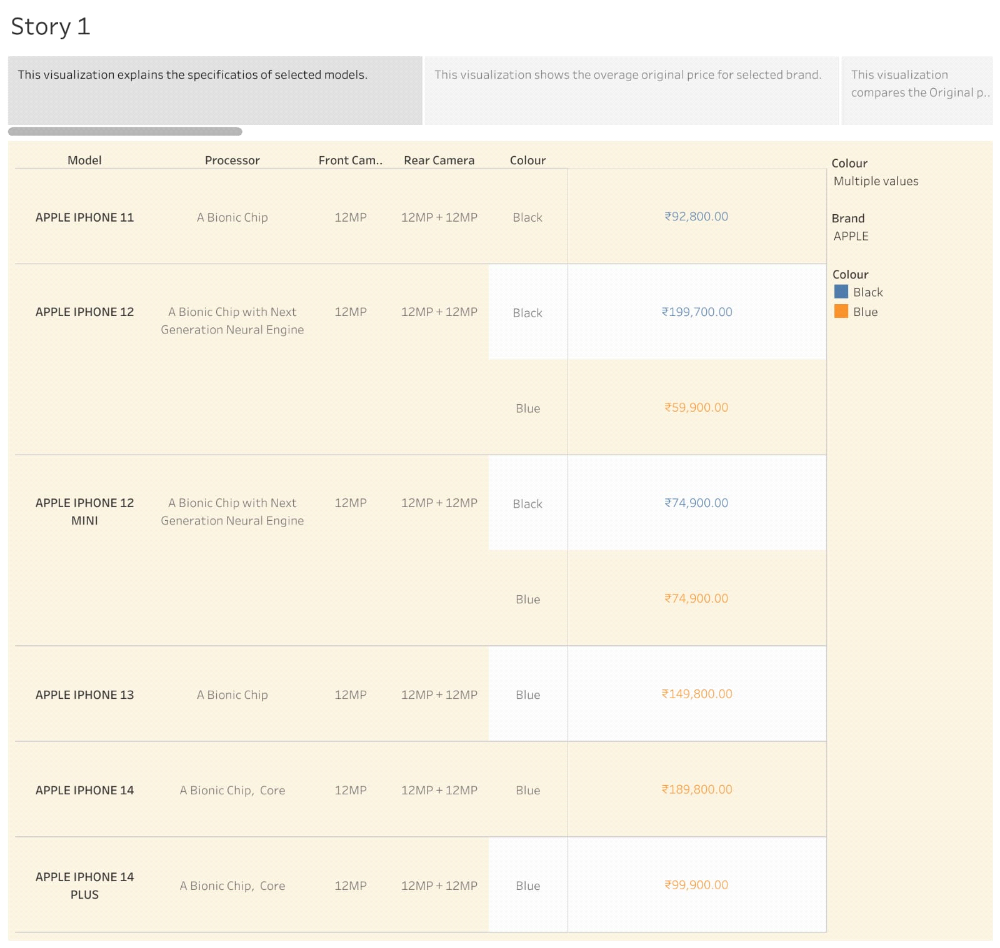 Story 1
This visualization explains the specificatios of selected models.
This visualization shows the overage original price for selected brand.
This visualization
compares the Original p..
Model Processor Front Cam.. Rear Camera Colour
APPLE IPHONE 11 A Bionic Chip 12MP 12MP + 12MP Black ₹92,800.00
APPLE IPHONE 12 A Bionic Chip with Next 12MP 12MP + 12MP Black ₹199,700.00
Generation Neural Engine
Blue ₹59,900.00
APPLE IPHONE 12 A Bionic Chip with Next 12MP 12MP + 12MP Black ₹74,900.00
MINI Generation Neural Engine
Blue ₹74,900.00
APPLE IPHONE 13 A Bionic Chip 12MP 12MP + 12MP Blue ₹149,800.00
APPLE IPHONE 14 A Bionic Chip, Core 12MP 12MP + 12MP Blue ₹189,800.00
APPLE IPHONE 14
PLUS
A Bionic Chip, Core 12MP 12MP + 12MP Blue ₹99,900.00
Colour
Multiple values
Brand
APPLE
Colour
Black
Blue